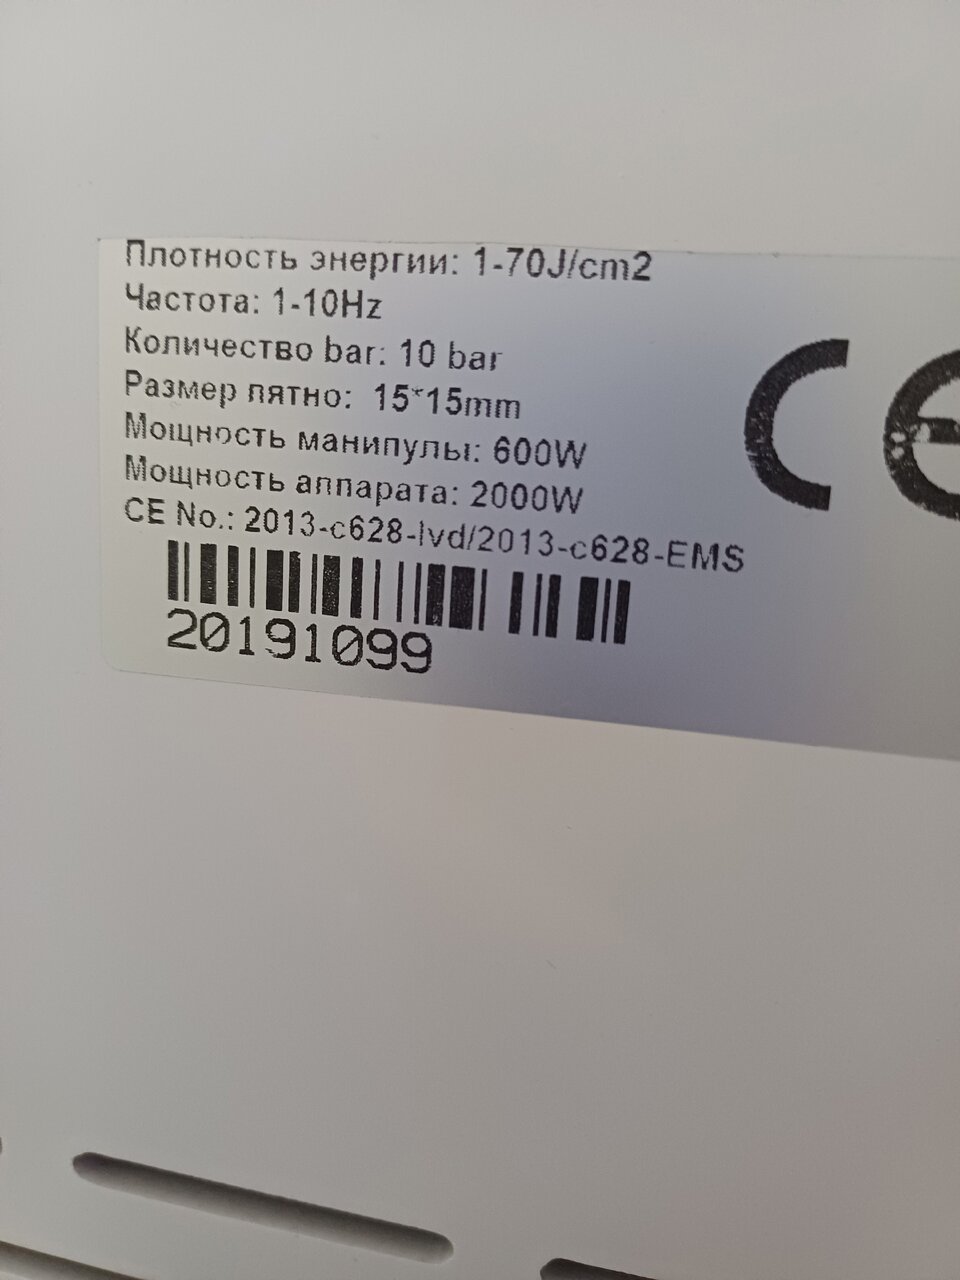 Плотность энергии: 1-70J/cm2
Частота: 1-10Hz
Количество bar: 10 bar
Размер пятно: 15*15mm
Мощность манипулы: 600W
Мощность аппарата: 2000W
CE No.: 2013-c628-lvd/2013-c628-EMS
20191099
CE